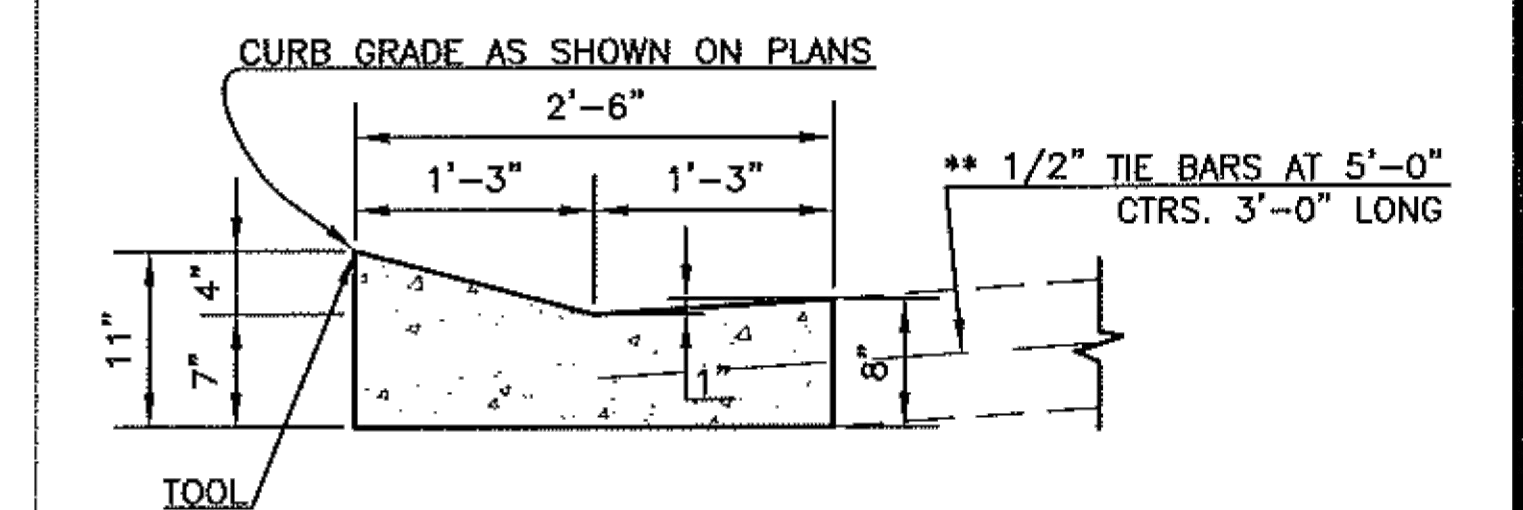 CURB GRADE AS SHOWN ON PLANS
2'-6"
1'-3" 1'-3"
** 1/2" TIE BARS AT 5'-0"
CTRS. 3'-0" LONG
4"
11"
7"
1"
8"
TOOL